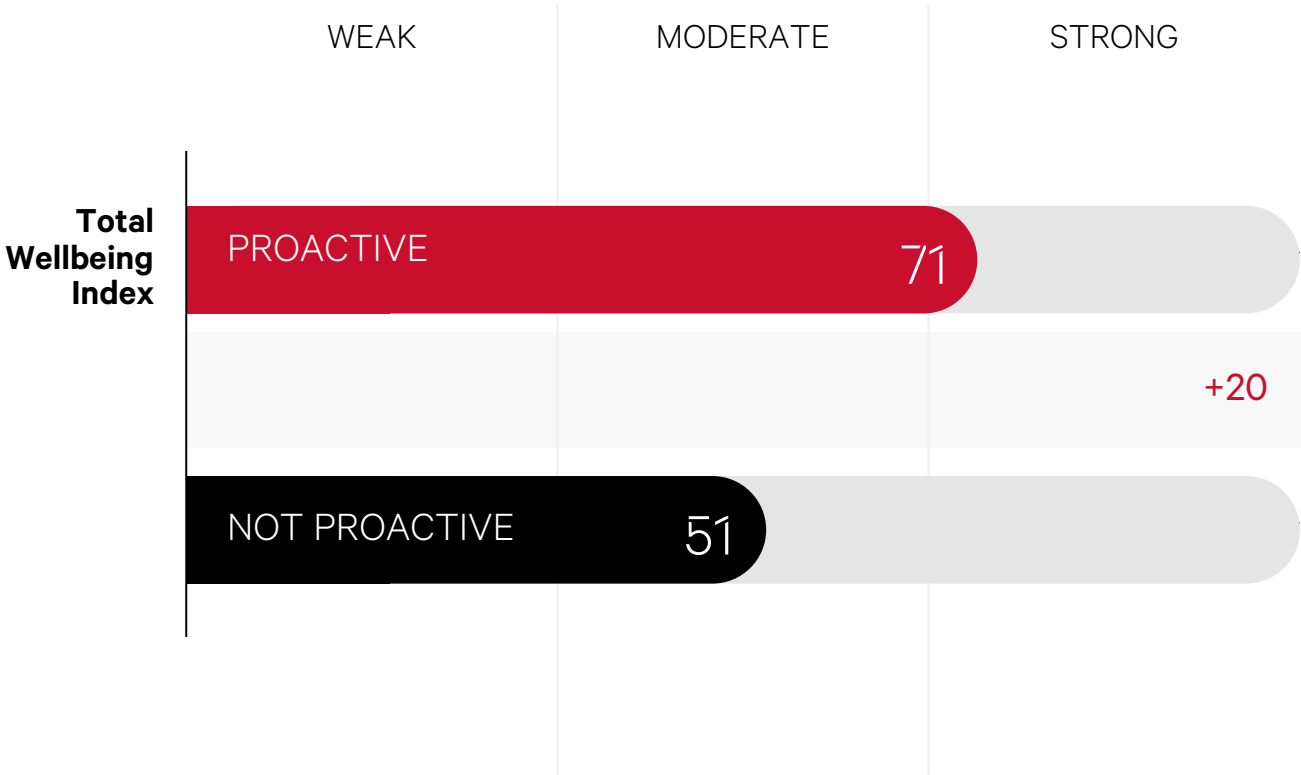 WEAK MODERATE STRONG
Total
Wellbeing
Index
PROACTIVE 71
+20
NOT PROACTIVE 51